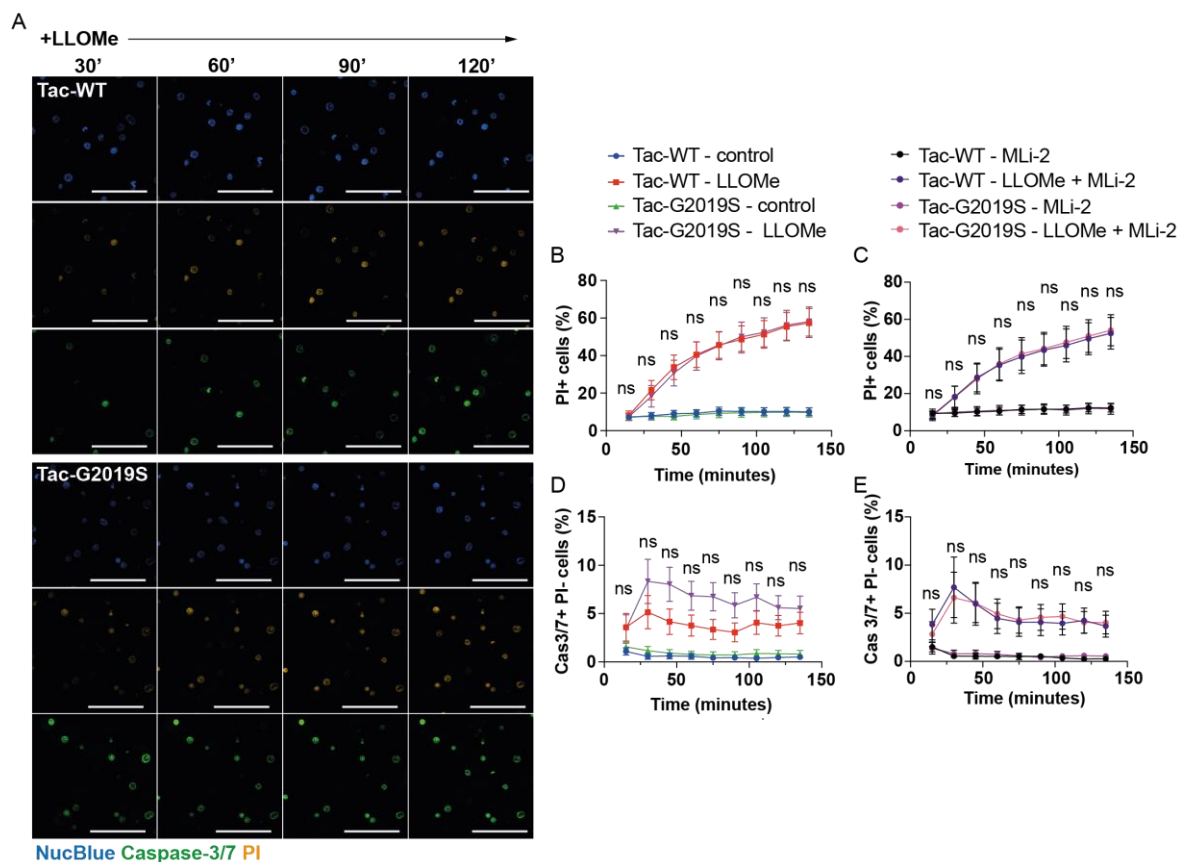 A
+LLOMe
30’ 60’ 90’ 120’
Tac-WT
Tac-G2019S
NucBlue Caspase-3/7 PI
Tac-WT - control
Tac-WT - LLOMe
Tac-G2019S - control
Tac-G2019S - LLOMe
Tac-WT - MLi-2
Tac-WT - LLOMe + MLi-2
Tac-G2019S - MLi-2
Tac-G2019S - LLOMe + MLi-2
B
PI+ cells (%)
80
60
40
20
0
ns ns ns ns ns ns ns ns ns
0 50 100 150
Time (minutes)
C
PI+ cells (%)
80
60
40
20
0
ns ns ns ns ns ns ns ns ns
0 50 100 150
Time (minutes)
D
Cas3/7+ PI- cells (%)
15
10
5
0
ns ns ns ns ns ns ns ns ns
0 50 100 150
Time (minutes)
E
Cas 3/7+ PI- cells (%)
15
10
5
0
ns ns ns ns ns ns ns ns ns
0 50 100 150
Time (minutes)